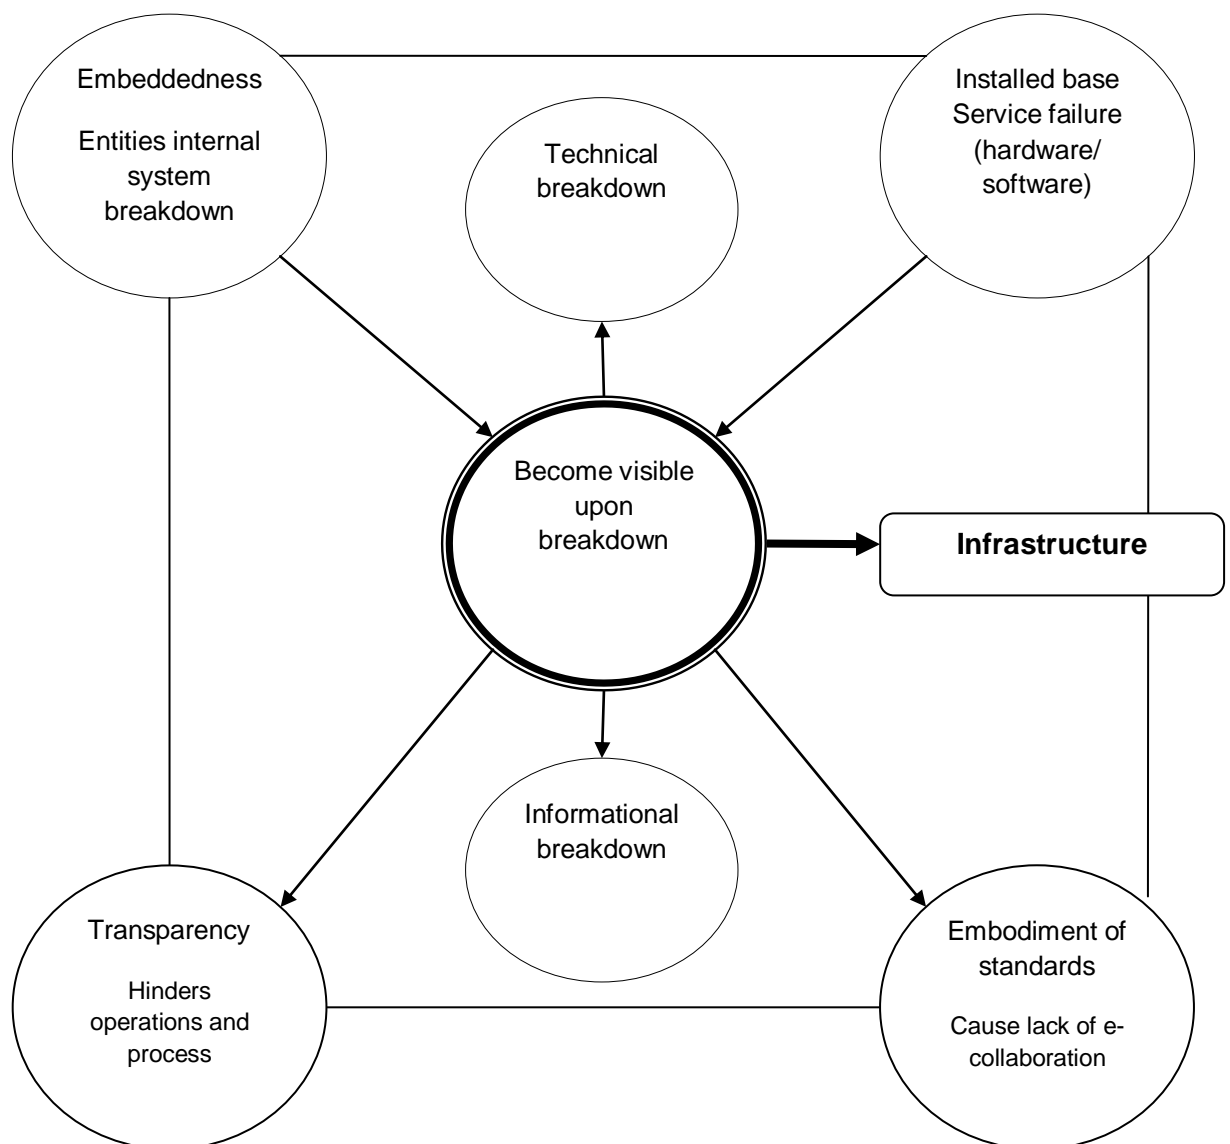 Embeddedness
Entities internal
system
breakdown
Technical
breakdown
Installed base
Service failure
(hardware/
software)
Become visible
upon
breakdown
Infrastructure
Informational
breakdown
Transparency
Hinders
operations and
process
Embodiment of
standards
Cause lack of e-
collaboration